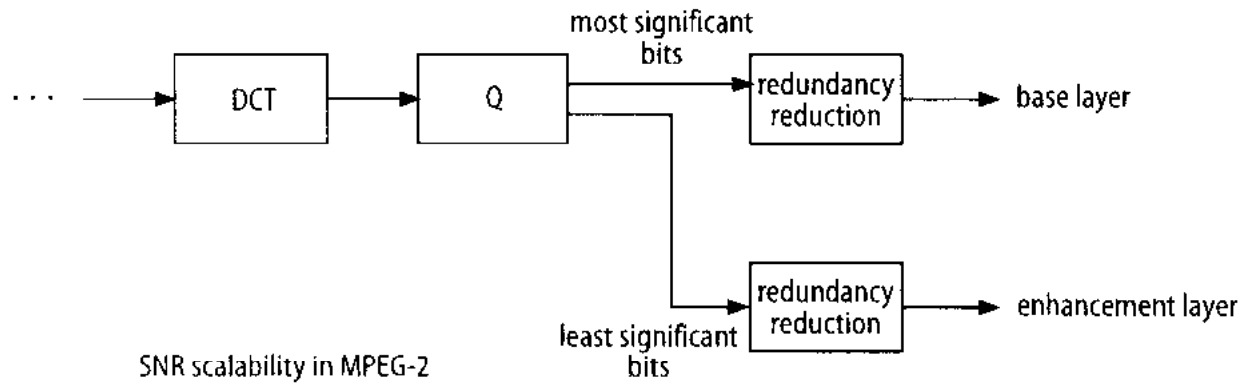 most significant
bits
. . .
DCT
Q
redundancy
reduction
base layer
redundancy
reduction
enhancement layer
least significant
bits
SNR scalability in MPEG-2